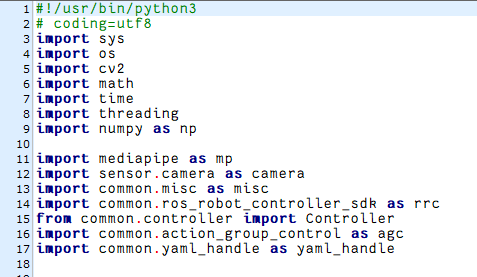 1 #!/usr/bin/python3
2 # coding=utf8
3 import sys
4 import os
5 import cv2
6 import math
7 import time
8 import threading
9 import numpy as np
10
11 import mediapipe as mp
12 import sensor.camera as camera
13 import common.misc as misc
14 import common.ros_robot_controller_sdk as rrc
15 from common.controller import Controller
16 import common.action_group_control as agc
17 import common.yaml_handle as yaml_handle
18